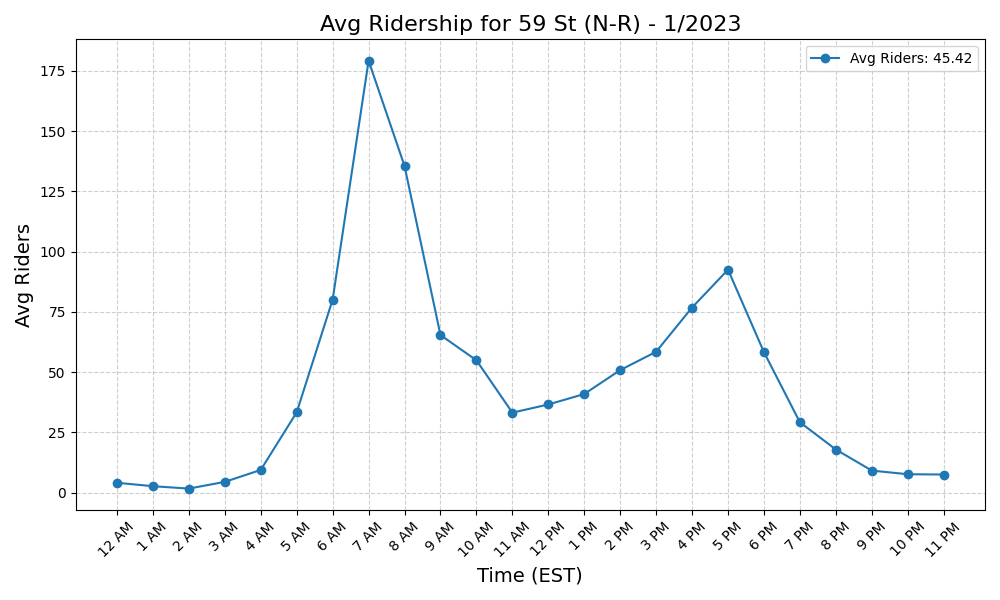 Avg Ridership for 59 St (N-R) - 1/2023
Avg Riders: 45.42
Avg Riders
175
150
125
100
75
50
25
0
12 AM
1 AM
2 AM
3 AM
4 AM
5 AM
6 AM
7 AM
8 AM
9 AM
10 AM
11 AM
12 PM
1 PM
2 PM
3 PM
4 PM
5 PM
6 PM
7 PM
8 PM
9 PM
10 PM
11 PM
Time (EST)